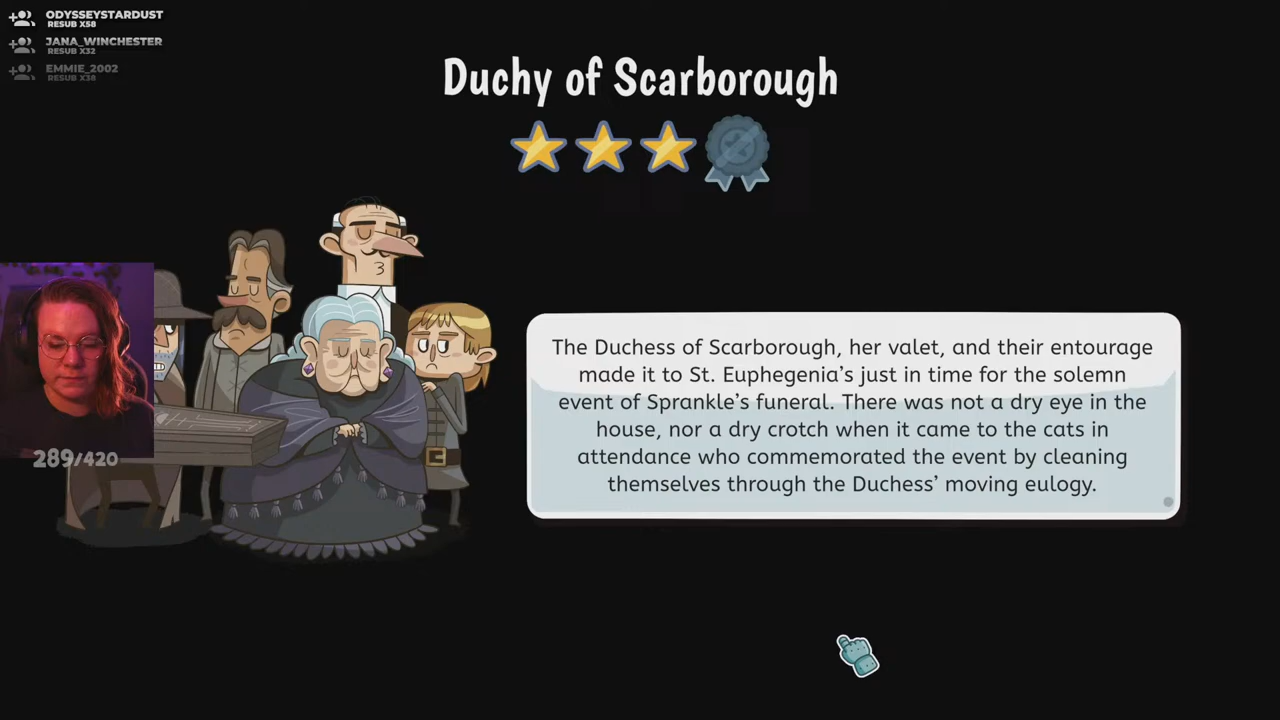 ODYSSEYSTARDUST
RESUB X58
JANA_WINCHESTER
RESUB X32
EMMIE_2002
RESUB X38
Duchy of Scarborough
The Duchess of Scarborough, her valet, and their entourage
made it to St. Euphegenia's just in time for the solemn
event of Sprankle's funeral. There was not a dry eye in the
house, nor a dry crotch when it came to the cats in
attendance who commemorated the event by cleaning
themselves through the Duchess' moving eulogy.
289/420